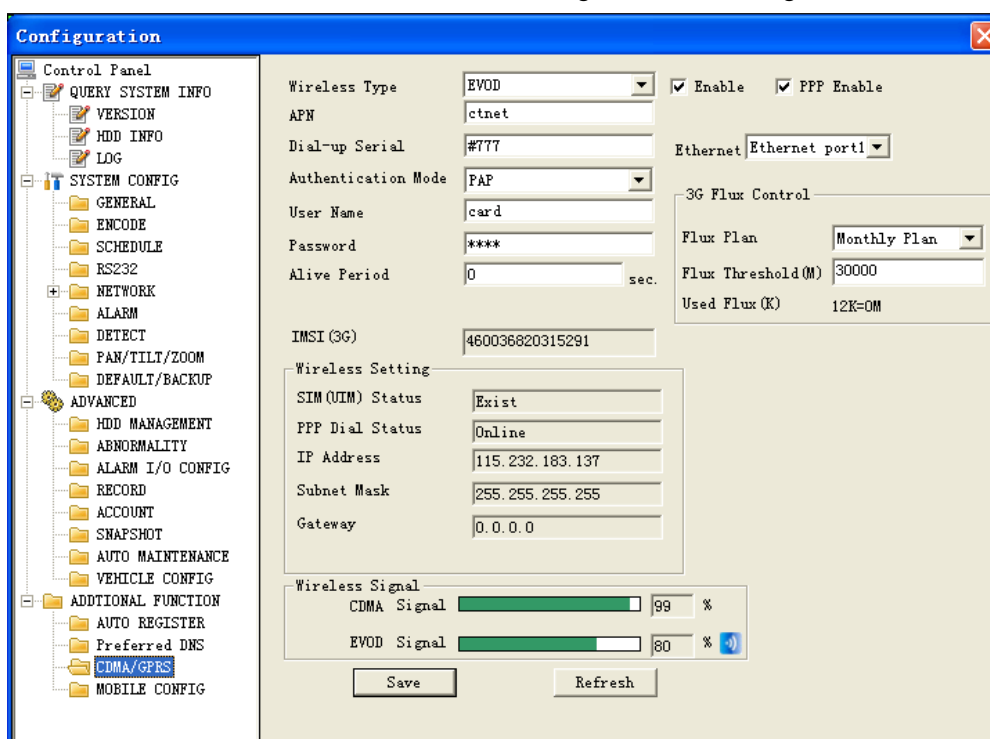 Configuration
Control Panel
QUERY SYSTEM INFO
VERSION
HDD INFO
LOG
SYSTEM CONFIG
GENERAL
ENCODE
SCHEDULE
RS232
NETWORK
ALARM
DETECT
PAN/TILT/ZOOM
DEFAULT/BACKUP
ADVANCED
HDD MANAGEMENT
ABNORMALITY
ALARM I/O CONFIG
RECORD
ACCOUNT
SNAPSHOT
AUTO MAINTENANCE
VEHICLE CONFIG
ADDTIONAL FUNCTION
AUTO REGISTER
Preferred DNS
CDMA/GPRS
MOBILE CONFIG
Wireless Type EVOD Enable PPP Enable
APN ctnet
Dial-up Serial #777
Ethernet Ethernet port1
Authentication Mode PAP
User Name card
Password ****
Alive Period 0 sec.
3G Flux Control
Flux Plan Monthly Plan
Flux Threshold(M) 30000
Used Flux(K) 12K=0M
IMSI(3G) 460036820315291
Wireless Setting
SIM(UIM) Status Exist
PPP Dial Status Online
IP Address 115.232.183.137
Subnet Mask 255.255.255.255
Gateway 0.0.0.0
Wireless Signal
CDMA Signal 99 %
EVOD Signal 80 %
Save Refresh